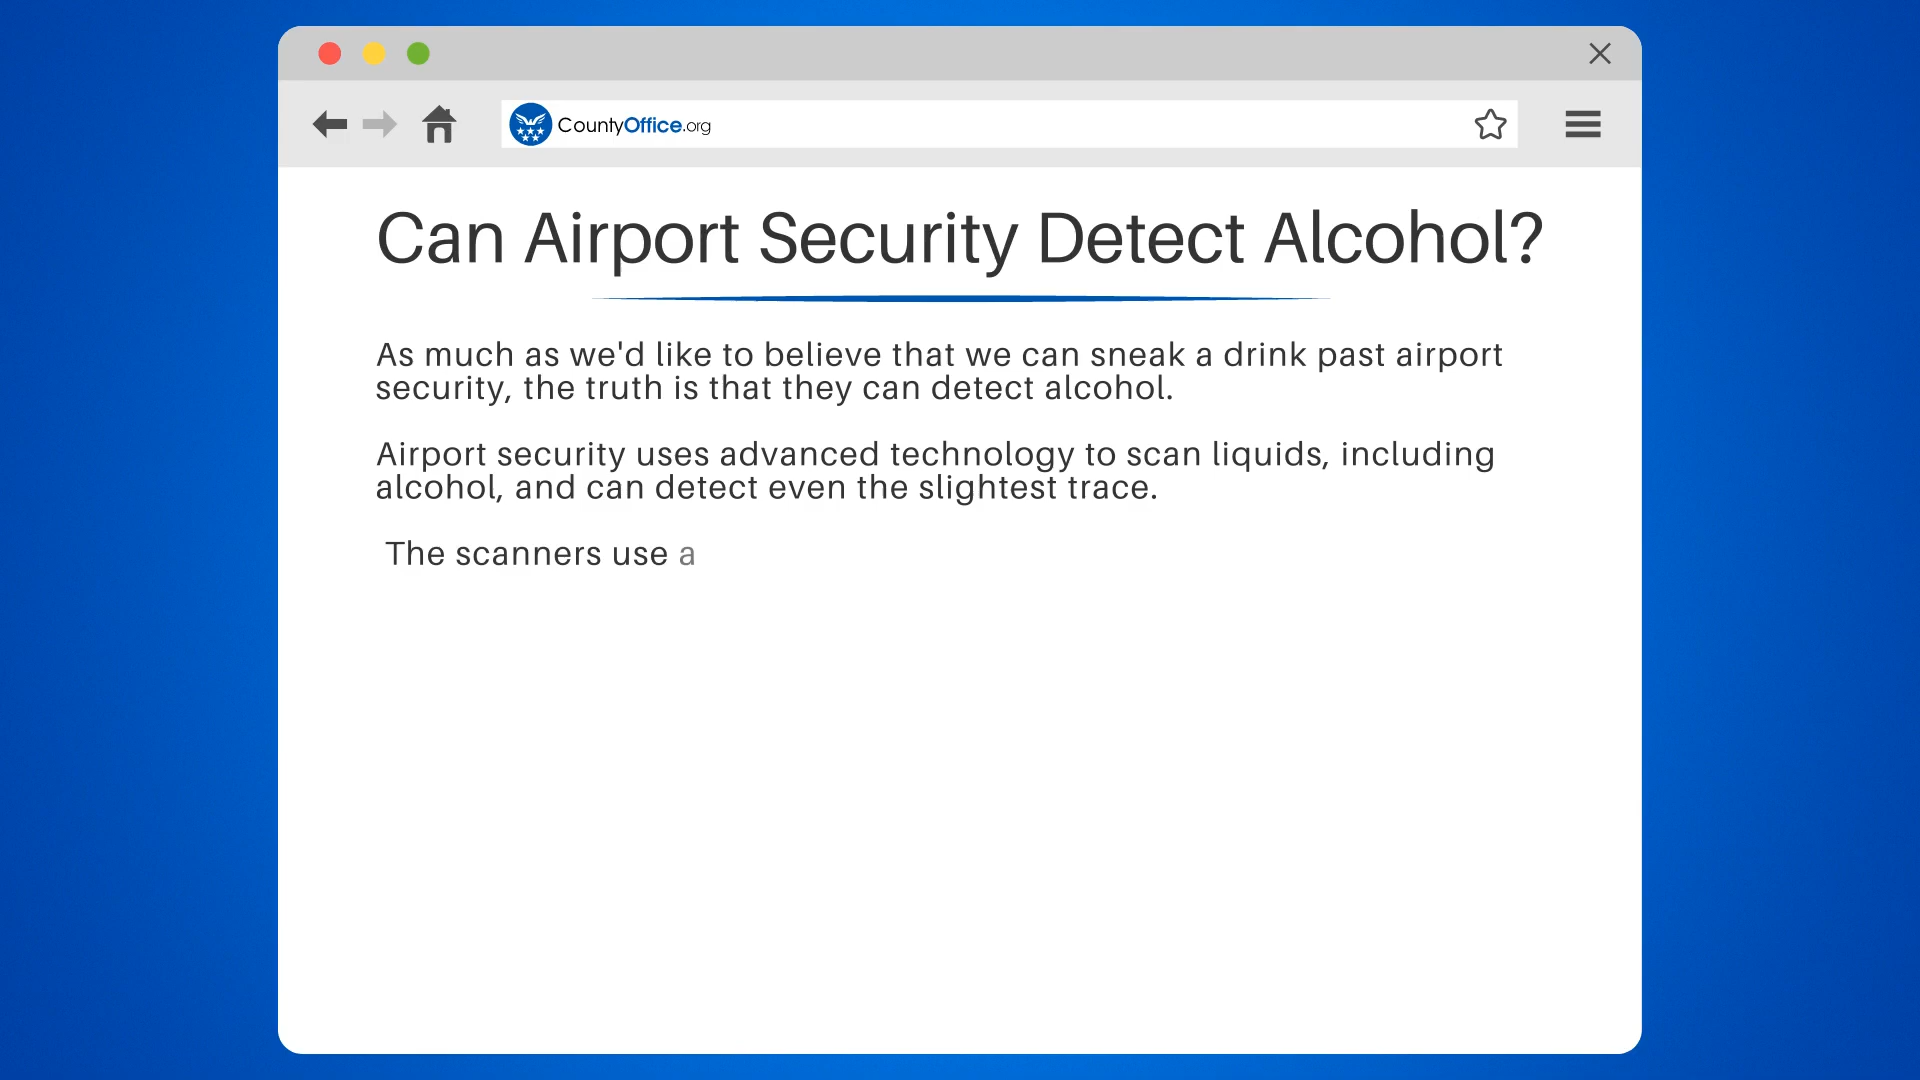 CountyOffice.org
Can Airport Security Detect Alcohol?
As much as we'd like to believe that we can sneak a drink past airport
security, the truth is that they can detect alcohol.
Airport security uses advanced technology to scan liquids, including
alcohol, and can detect even the slightest trace.
The scanners use a